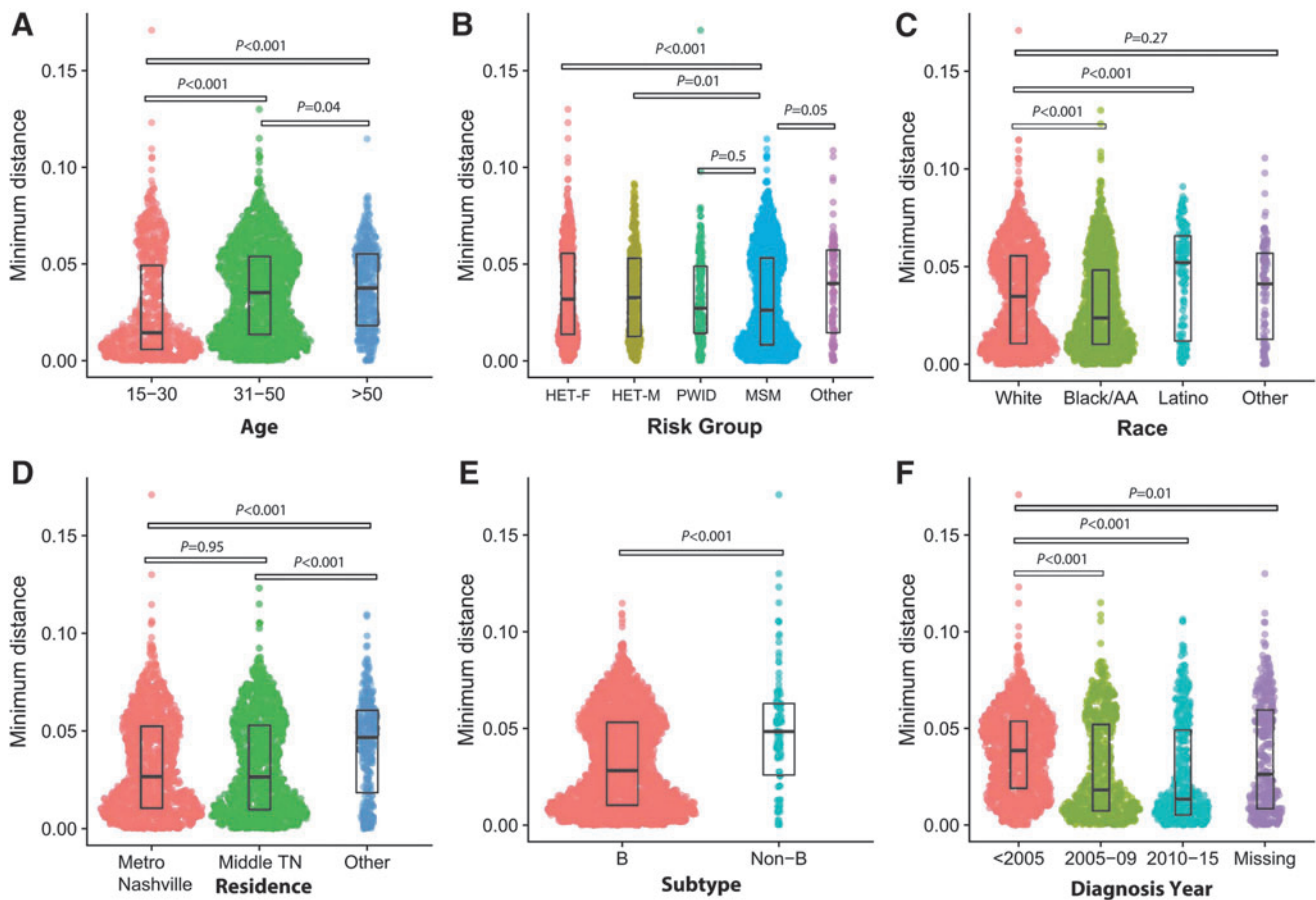 A
P<0.001
P<0.001
P=0.04
Minimum distance
0.15
0.10
0.05
0.00
15−30
31−50
>50
Age
B
P<0.001
P=0.01
P=0.05
P=0.5
Minimum distance
0.15
0.10
0.05
0.00
HET-F
HET-M
PWID
MSM
Other
Risk Group
C
P=0.27
P<0.001
P<0.001
Minimum distance
0.15
0.10
0.05
0.00
White
Black/AA
Latino
Other
Race
D
P<0.001
P=0.95
P<0.001
Minimum distance
0.15
0.10
0.05
0.00
Metro
Nashville
Middle TN
Other
Residence
E
P<0.001
Minimum distance
0.15
0.10
0.05
0.00
B
Non−B
Subtype
F
P=0.01
P<0.001
P<0.001
Minimum distance
0.15
0.10
0.05
0.00
<2005
2005−09
2010−15
Missing
Diagnosis Year